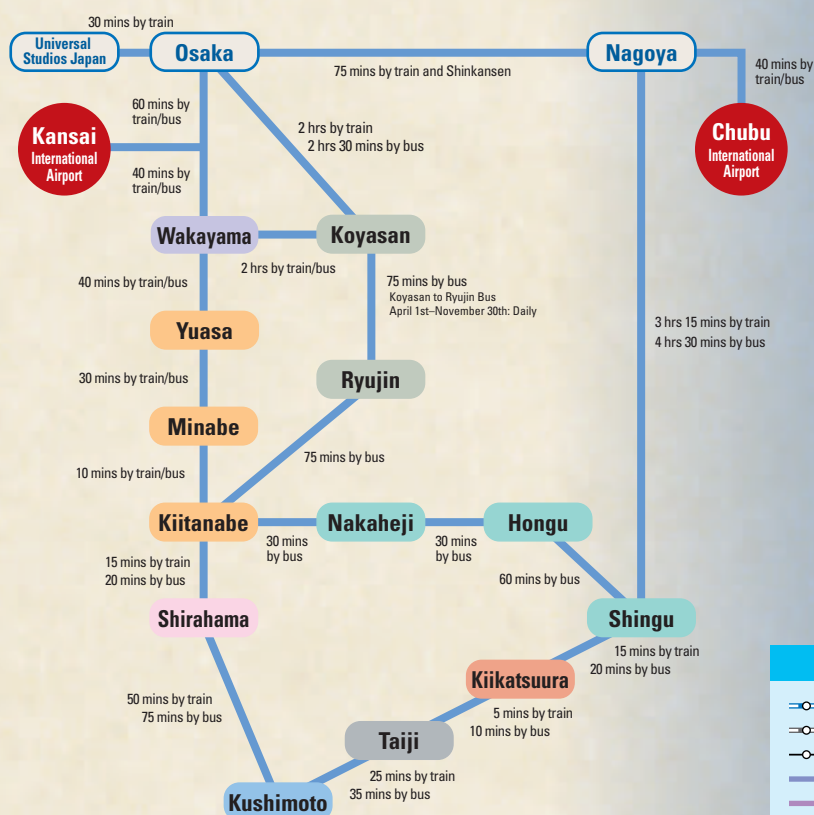 30 mins by train
Universal
Studios Japan
Osaka
Nagoya
75 mins by train and Shinkansen
40 mins by
train/bus
60 mins by
train/bus
Kansai
International
Airport
2 hrs by train
2 hrs 30 mins by bus
Chubu
International
Airport
40 mins by
train/bus
Wakayama
Koyasan
2 hrs by train/bus
40 mins by train/bus
75 mins by bus
Koyasan to Ryujin Bus
April 1st–November 30th: Daily
Yuasa
3 hrs 15 mins by train
4 hrs 30 mins by bus
30 mins by train/bus
Ryujin
Minabe
75 mins by bus
10 mins by train/bus
Kiitanabe
Nakaheji
Hongu
30 mins
by bus
30 mins
by bus
15 mins by train
20 mins by bus
60 mins by bus
Shirahama
Shingu
15 mins by train
20 mins by bus
Kiikatsuura
50 mins by train
75 mins by bus
5 mins by train
10 mins by bus
Taiji
25 mins by train
35 mins by bus
Kushimoto